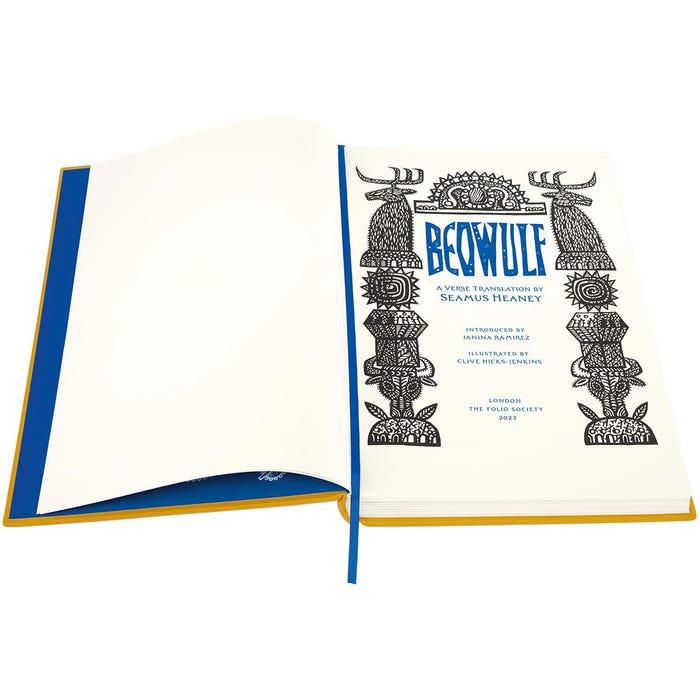 BEOWULF
A VERSE TRANSLATION BY
SEAMUS HEANEY
INTRODUCED BY
JANINA RAMIREZ
ILLUSTRATED BY
CLIVE HICKS-JENKINS
LONDON
THE FOLIO SOCIETY
2023